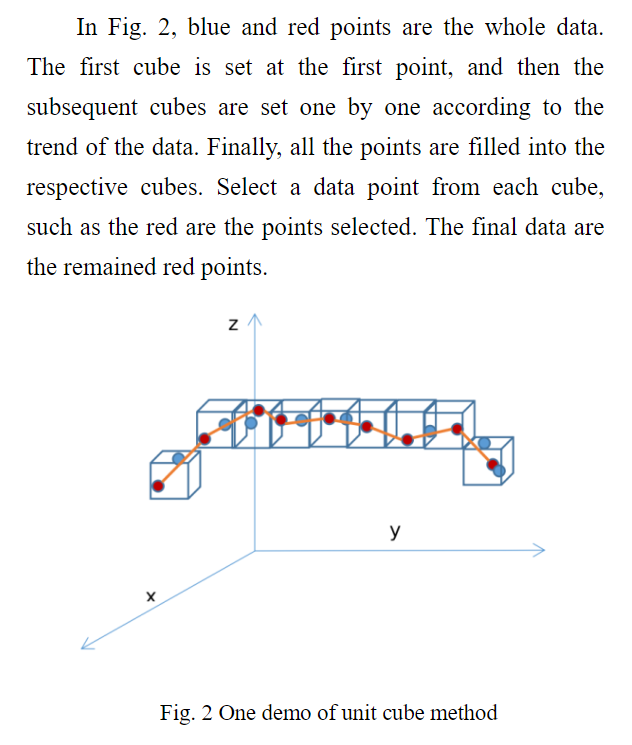 In Fig. 2, blue and red points are the whole data.
The first cube is set at the first point, and then the
subsequent cubes are set one by one according to the
trend of the data. Finally, all the points are filled into the
respective cubes. Select a data point from each cube,
such as the red are the points selected. The final data are
the remained red points.
z
y
x
Fig. 2 One demo of unit cube method